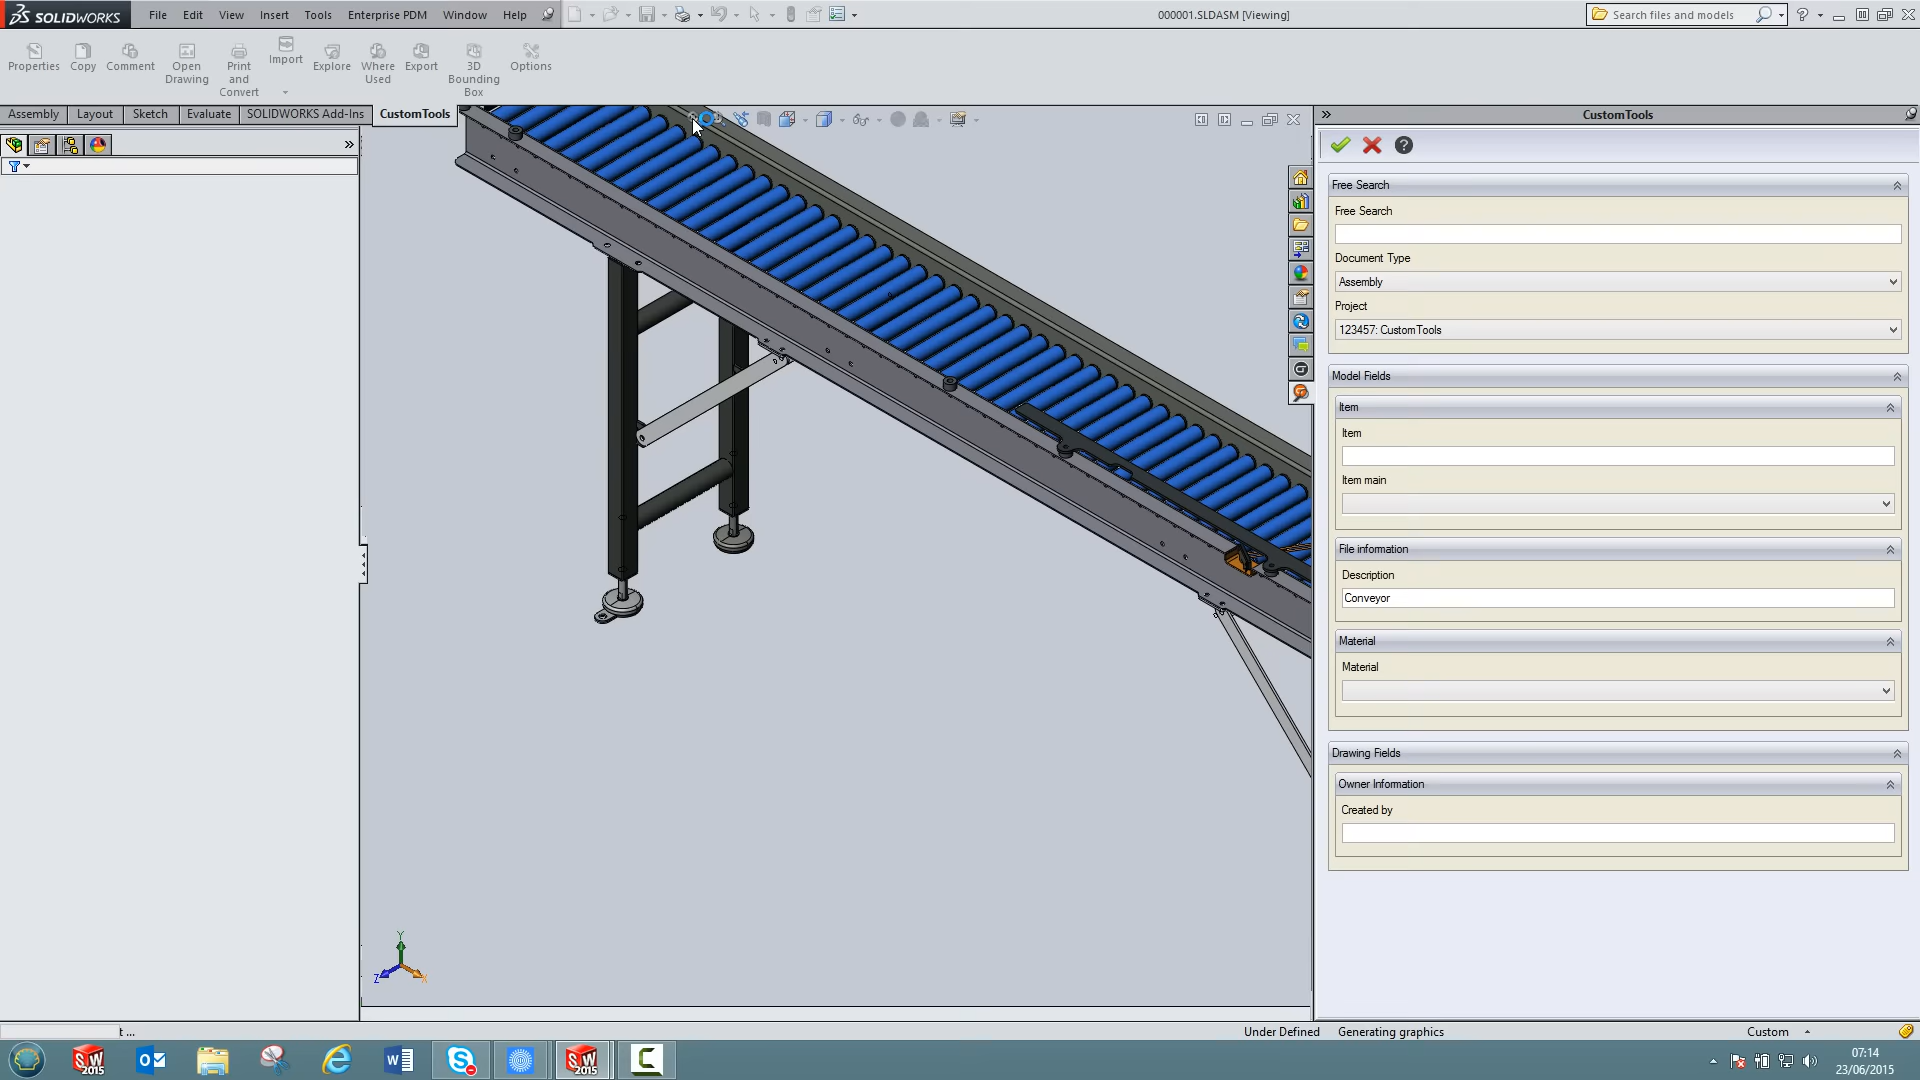 SOLIDWORKS File Edit View Insert Tools Enterprise PDM Window Help 000001.SLDASM [Viewing] Search files and models
Properties Copy Comment Open Drawing Print and Convert Import Explore Where Used Export 3D Bounding Box Options
Assembly Layout Sketch Evaluate SOLIDWORKS Add-Ins CustomTools
CustomTools
Free Search
Free Search
Document Type
Assembly
Project
123457: CustomTools
Model Fields
Item
Item
Item main
File information
Description
Conveyor
Material
Material
Drawing Fields
Owner Information
Created by
Y
Z X
t ... Under Defined Generating graphics Custom
SW 2015 SW 2015 07:14
23/06/2015